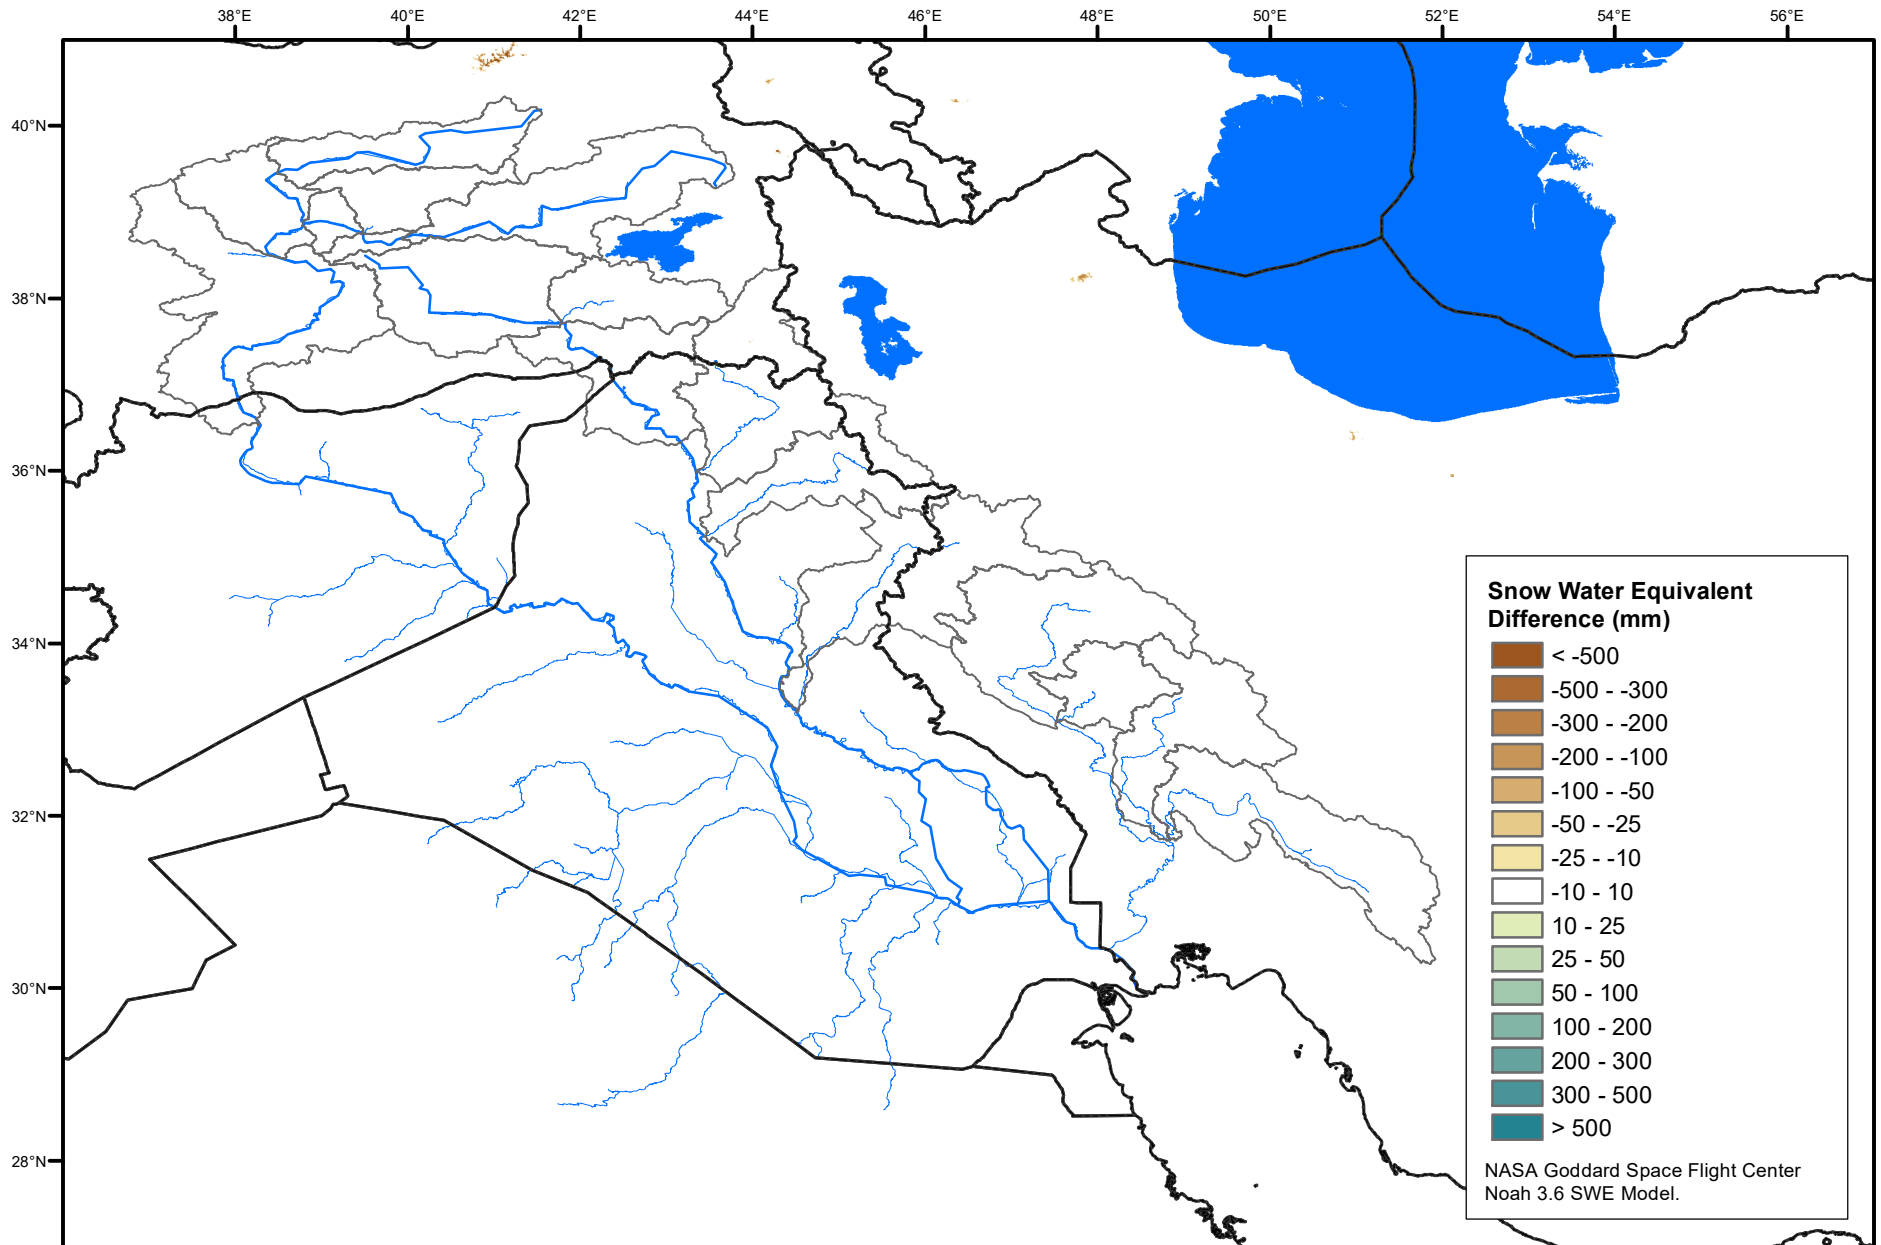 38°E 40°E 42°E 44°E 46°E 48°E 50°E 52°E 54°E 56°E
40°N
38°N
36°N
34°N
32°N
30°N
28°N
Snow Water Equivalent
Difference (mm)
< -500
-500 - -300
-300 - -200
-200 - -100
-100 - -50
-50 - -25
-25 - -10
-10 - 10
10 - 25
25 - 50
50 - 100
100 - 200
200 - 300
300 - 500
> 500
NASA Goddard Space Flight Center
Noah 3.6 SWE Model.